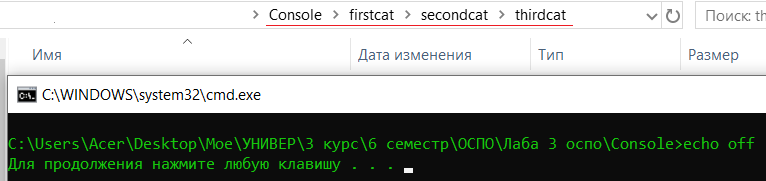 Console > firstcat > secondcat > thirdcat
Поиск: th
Имя Дата изменения Тип Размер
C:\WINDOWS\system32\cmd.exe
C:\Users\Acer\Desktop\Мое\УНИВЕР\3 курс\6 семестр\ОСПО\Лаба 3 оспо\Console>echo off
Для продолжения нажмите любую клавишу . . .